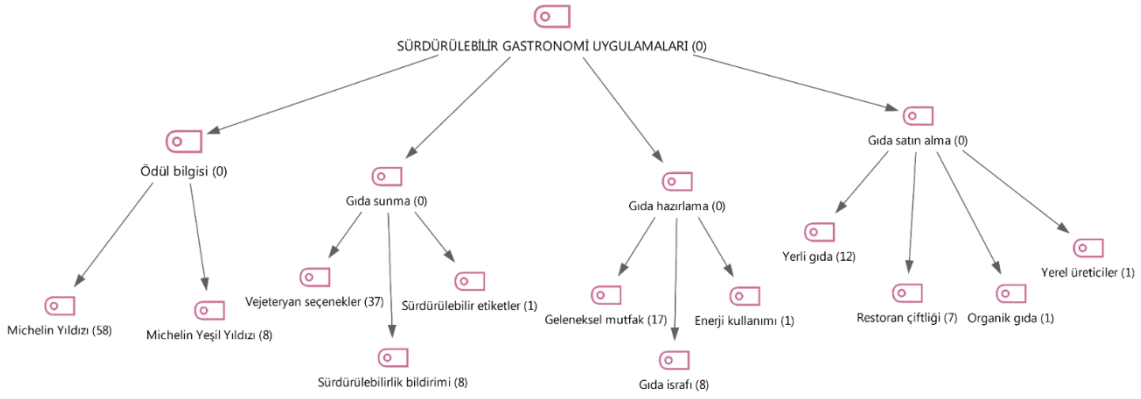 SÜRDÜRÜLEBİLİR GASTRONOMİ UYGULAMALARI (0)
Ödül bilgisi (0)
Gıda sunma (0)
Gıda hazırlama (0)
Gıda satın alma (0)
Michelin Yıldızı (58)
Michelin Yeşil Yıldızı (8)
Vejeteryan seçenekler (37)
Sürdürülebilirlik bildirimi (8)
Sürdürülebilir etiketler (1)
Geleneksel mutfak (17)
Gıda israfı (8)
Enerji kullanımı (1)
Yerli gıda (12)
Restoran çiftliği (7)
Organik gıda (1)
Yerel üreticiler (1)